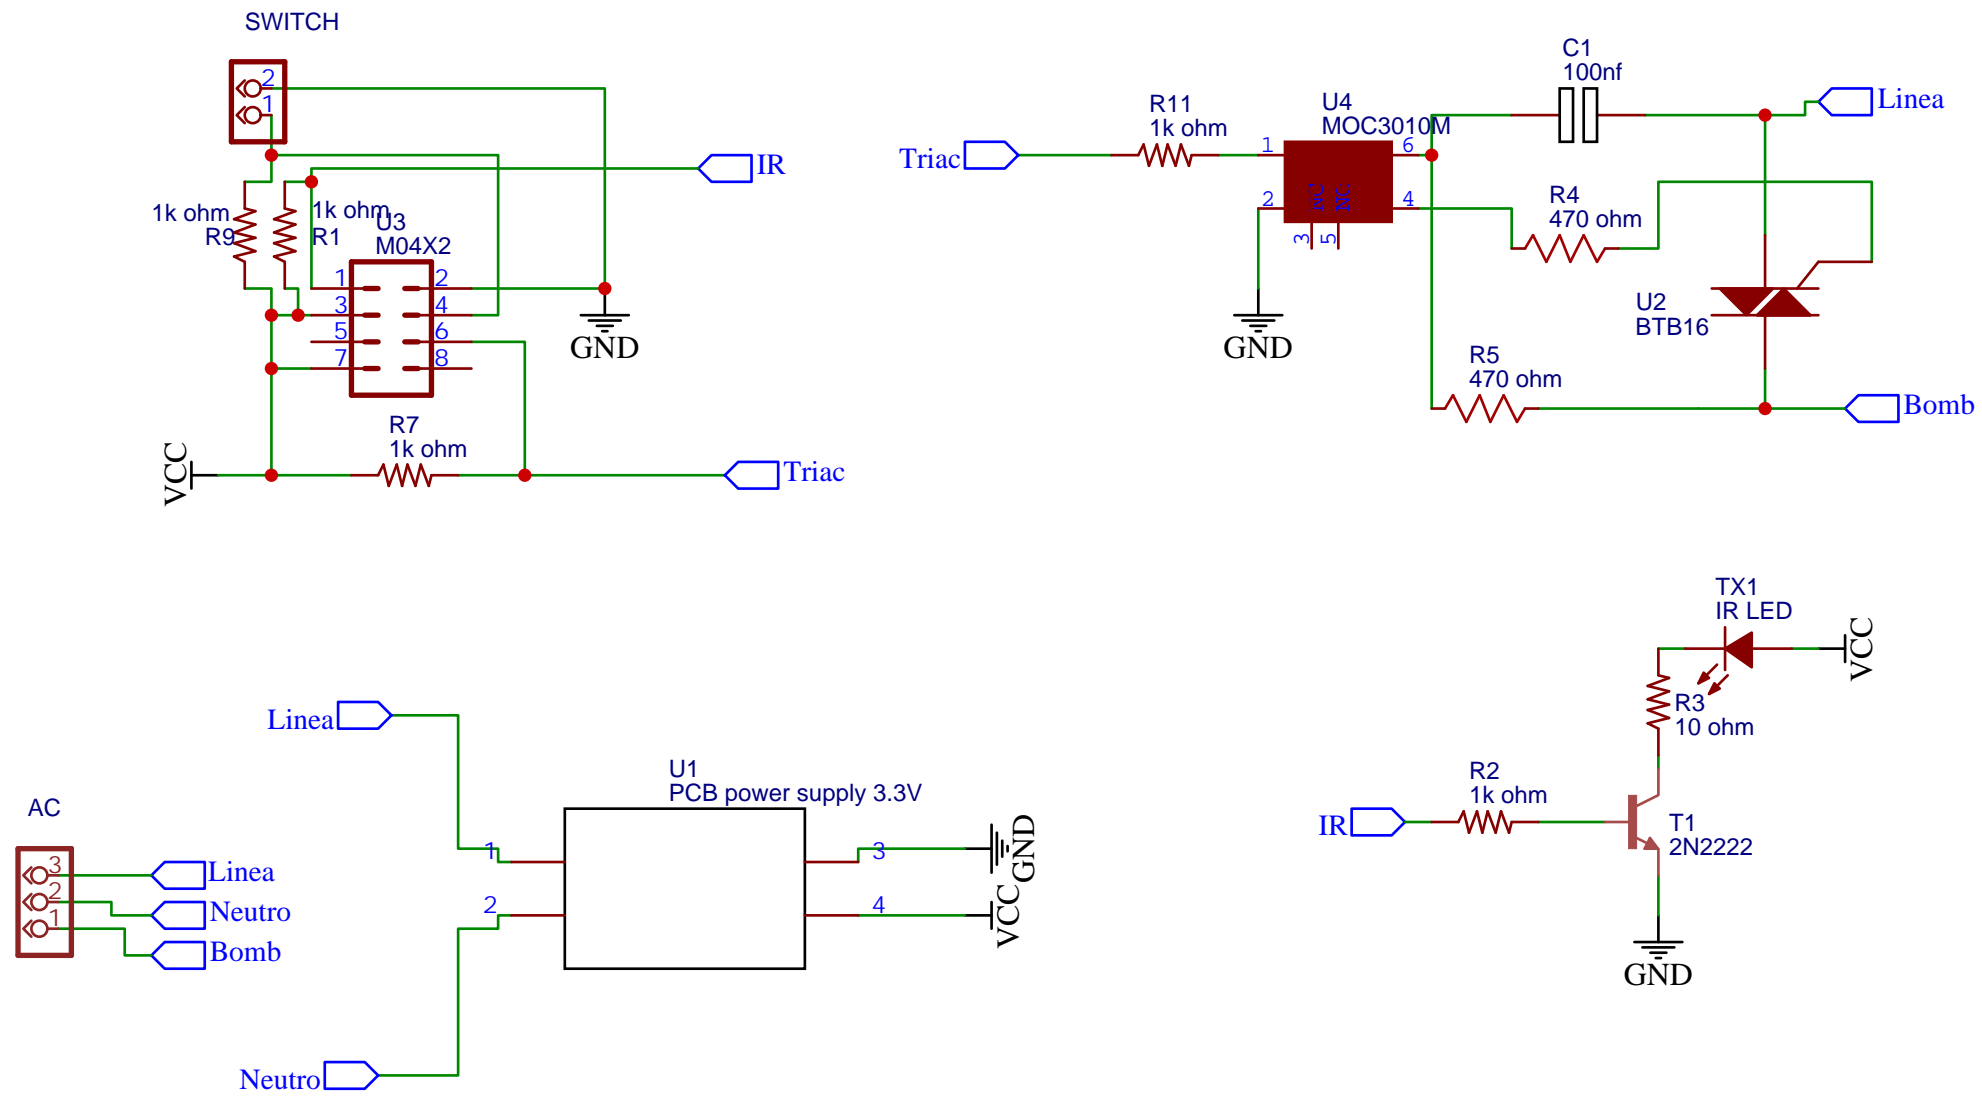 SWITCH
2
1
1k ohm
R9
1k ohm
R1
U3
M04X2
1
2
3
4
5
6
7
8
IR
GND
R7
1k ohm
VCC
Triac
Triac
R11
1k ohm
U4
MOC3010M
1
2
NC
NC
3
5
6
4
C1
100nf
Linea
R4
470 ohm
U2
BTB16
R5
470 ohm
Bomb
AC
3
2
1
Linea
Neutro
Bomb
Linea
Neutro
U1
PCB power supply 3.3V
1
2
3
4
GND
VCC
TX1
IR LED
VCC
R3
10 ohm
IR
R2
1k ohm
T1
2N2222
GND
GND